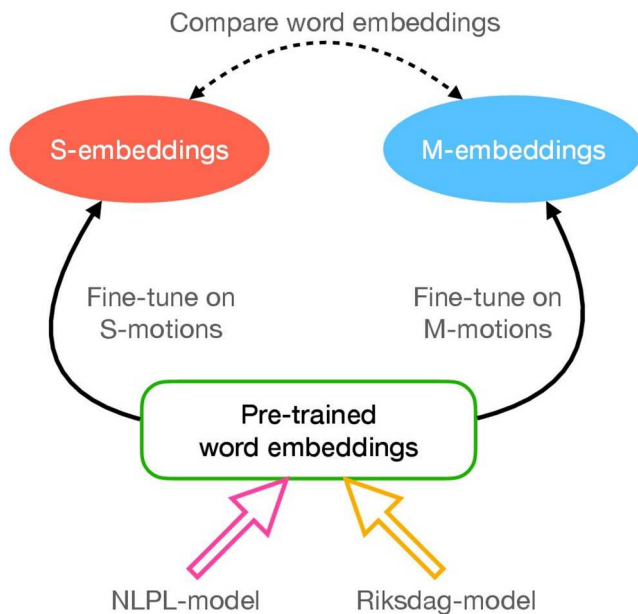 Compare word embeddings
S-embeddings
M-embeddings
Fine-tune on
S-motions
Fine-tune on
M-motions
Pre-trained
word embeddings
NLPL-model
Riksdag-model